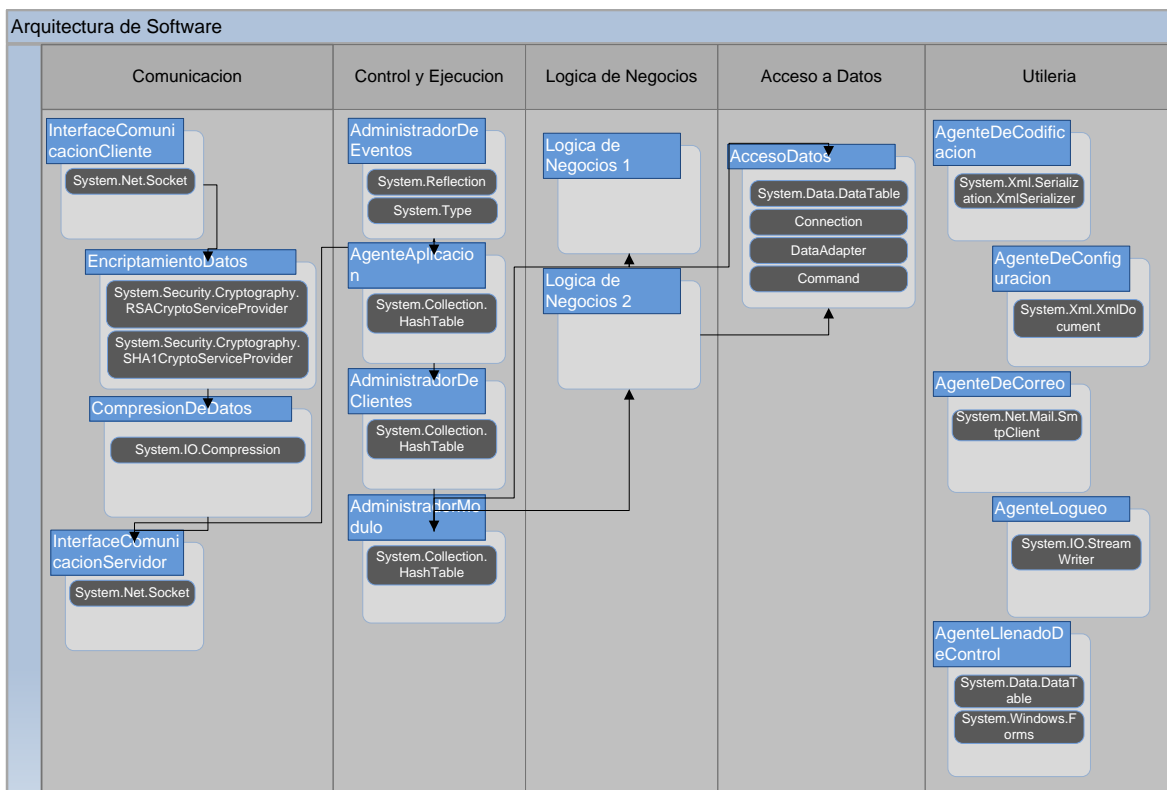 Arquitectura de Software
Comunicacion
Control y Ejecucion
Logica de Negocios
Acceso a Datos
Utileria
InterfaceComuni
cacionCliente
System.Net.Socket
EncriptamientoDatos
System.Security.Cryptography.
RSACryptoServiceProvider
System.Security.Cryptography.
SHA1CryptoServiceProvider
CompresionDeDatos
System.IO.Compression
InterfaceComuni
cacionServidor
System.Net.Socket
AdministradorDe
Eventos
System.Reflection
System.Type
AgenteAplicacio
n
System.Collection.
HashTable
AdministradorDe
Clientes
System.Collection.
HashTable
AdministradorMo
dulo
System.Collection.
HashTable
Logica de
Negocios 1
Logica de
Negocios 2
AccesoDatos
System.Data.DataTable
Connection
DataAdapter
Command
AgenteDeCodific
acion
System.Xml.Serializ
ation.XmlSerializer
AgenteDeConfig
uracion
System.Xml.XmlDo
cument
AgenteDeCorreo
System.Net.Mail.Sm
tpClient
AgenteLogueo
System.IO.Stream
Writer
AgenteLlenadoD
eControl
System.Data.DataT
able
System.Windows.F
orms